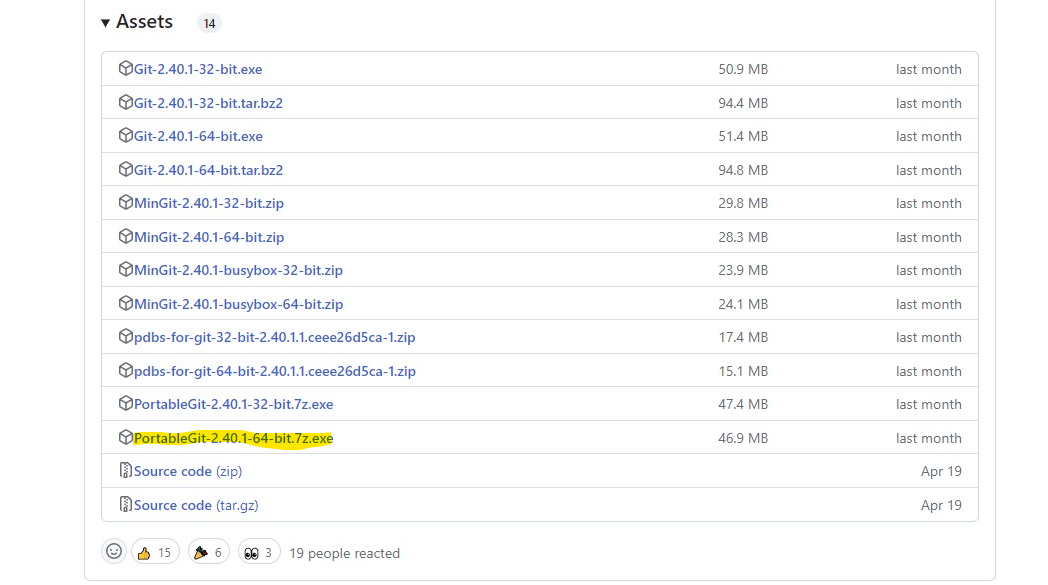 Assets 14
Git-2.40.1-32-bit.exe 50.9 MB last month
Git-2.40.1-32-bit.tar.bz2 94.4 MB last month
Git-2.40.1-64-bit.exe 51.4 MB last month
Git-2.40.1-64-bit.tar.bz2 94.8 MB last month
MinGit-2.40.1-32-bit.zip 29.8 MB last month
MinGit-2.40.1-64-bit.zip 28.3 MB last month
MinGit-2.40.1-busybox-32-bit.zip 23.9 MB last month
MinGit-2.40.1-busybox-64-bit.zip 24.1 MB last month
pdbs-for-git-32-bit-2.40.1.1.ceee26d5ca-1.zip 17.4 MB last month
pdbs-for-git-64-bit-2.40.1.1.ceee26d5ca-1.zip 15.1 MB last month
PortableGit-2.40.1-32-bit.7z.exe 47.4 MB last month
PortableGit-2.40.1-64-bit.7z.exe 46.9 MB last month
Source code (zip) Apr 19
Source code (tar.gz) Apr 19
15 6 3 19 people reacted